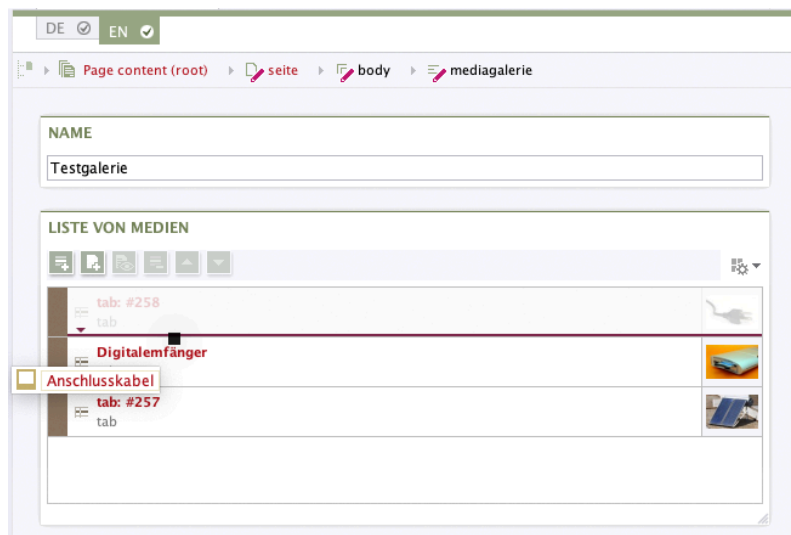 DE EN
Page content (root) seite body mediagalerie
NAME
Testgalerie
LISTE VON MEDIEN
tab: #258
tab
Digitalemfänger
Anschlusskabel
tab: #257
tab